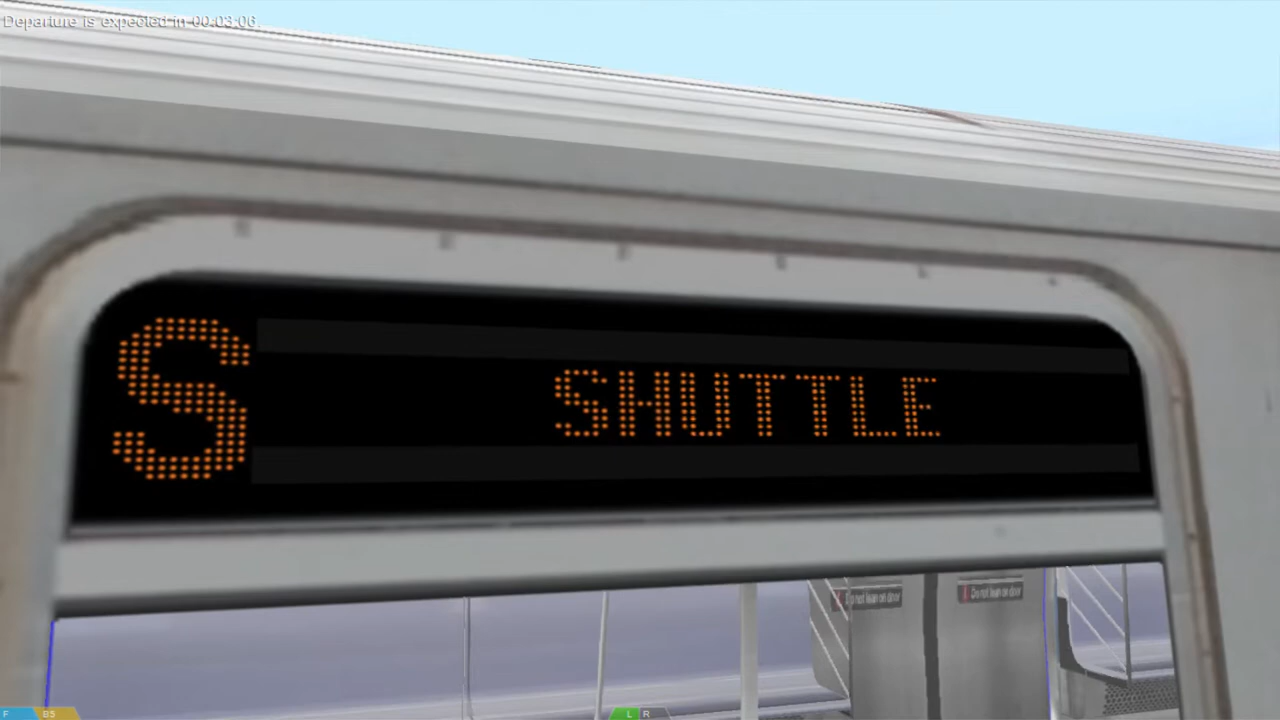 Departure is expected in 00:03:06.
S
SHUTTLE
Do not lean on door
Do not lean on door
F
B5
L
R